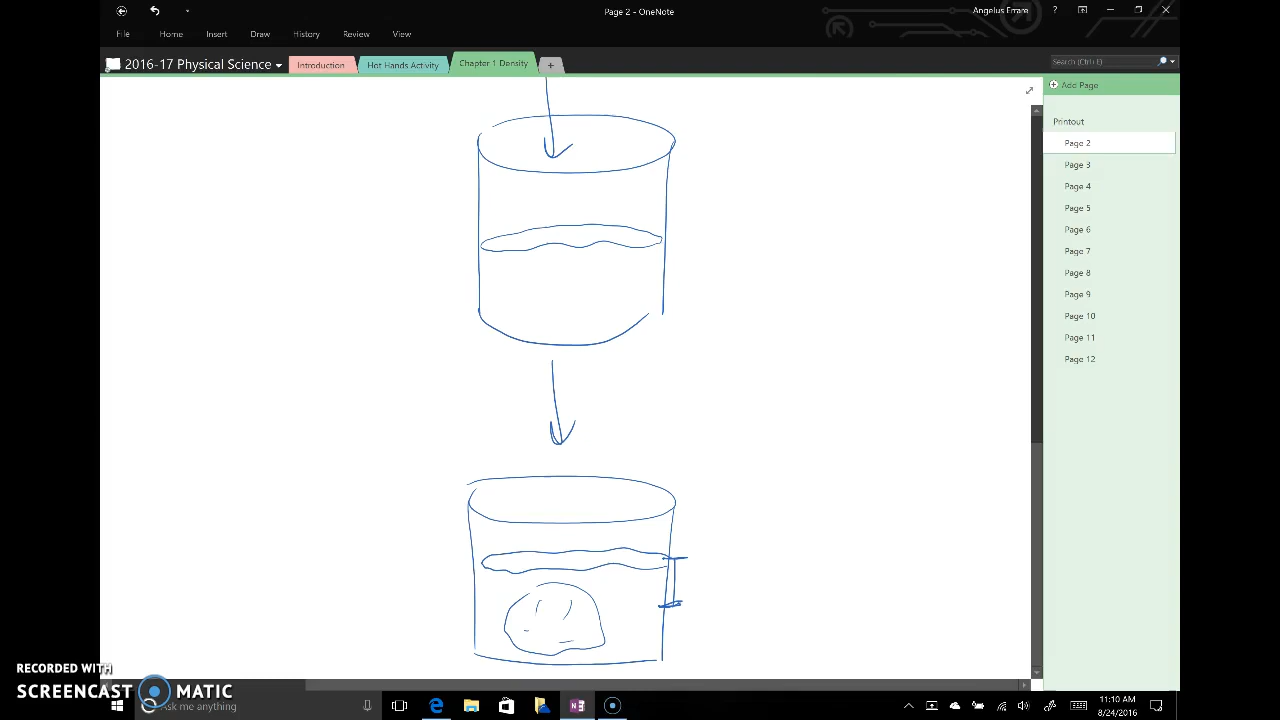 Page 2 - OneNote
Angelus Errare
?
File Home Insert Draw History Review View
2016-17 Physical Science
Introduction
Hot Hands Activity
Chapter 1 Density
+
Search (Ctrl+E)
Add Page
Printout
Page 2
Page 3
Page 4
Page 5
Page 6
Page 7
Page 8
Page 9
Page 10
Page 11
Page 12
RECORDED WITH
SCREENCAST MATIC
Ask me anything
11:10 AM
8/24/2016